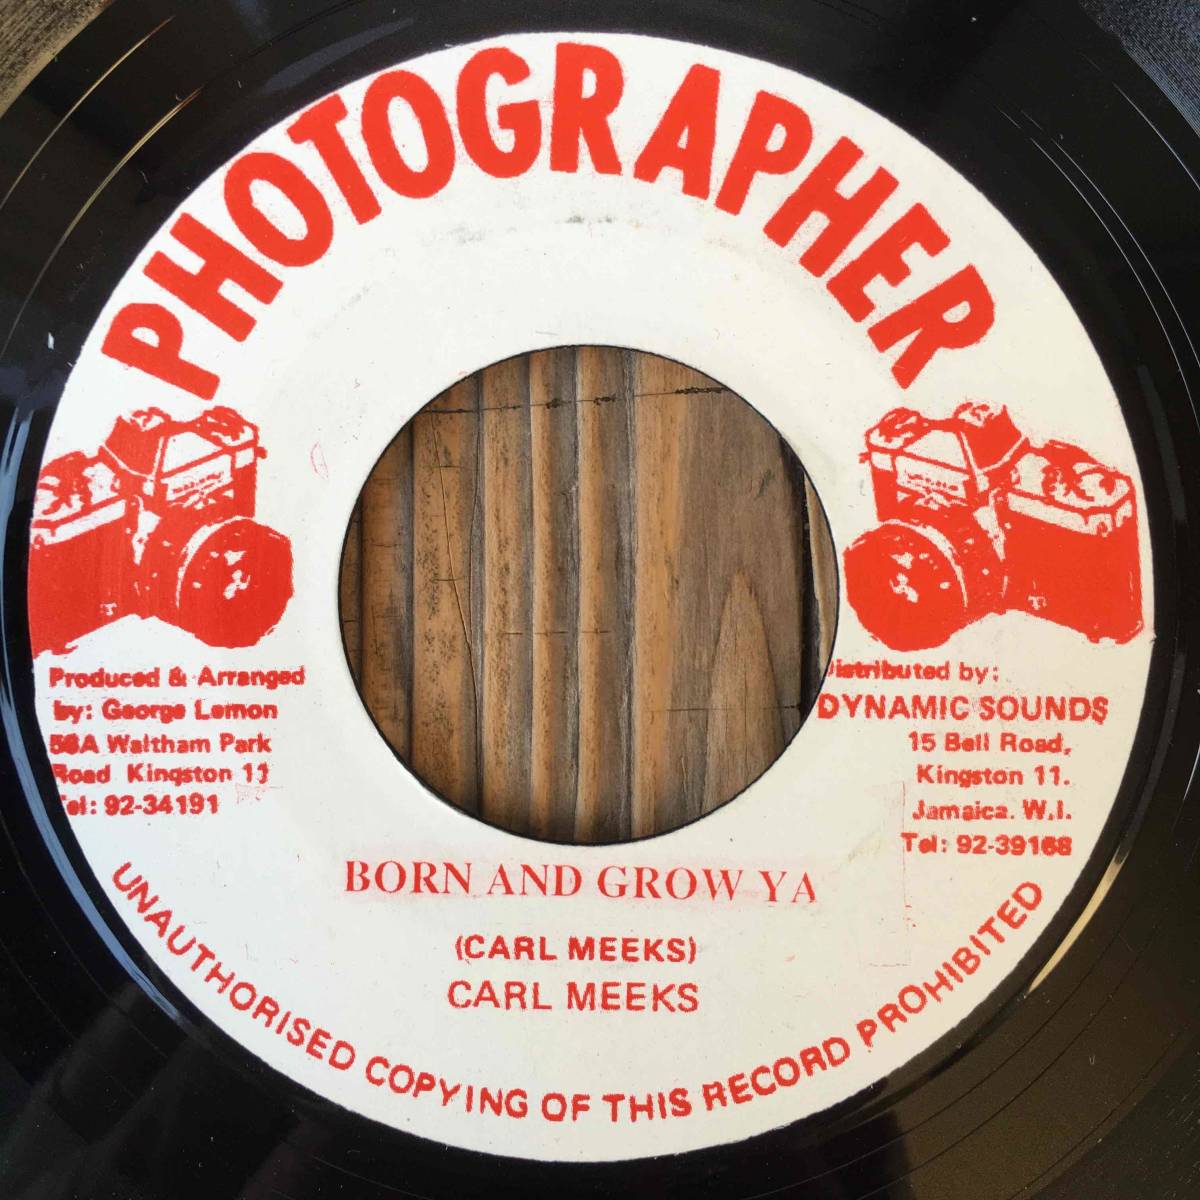 PHOTOGRAPHER
Produced & Arranged
by: George Lemon
56A Waltham Park
Road Kingston 11
Tel: 92-34191
Distributed by:
DYNAMIC SOUNDS
15 Bell Road,
Kingston 11.
Jamaica. W.I.
Tel: 92-39168
BORN AND GROW YA
(CARL MEEKS)
CARL MEEKS
UNAUTHORISED COPYING OF THIS RECORD PROHIBITED